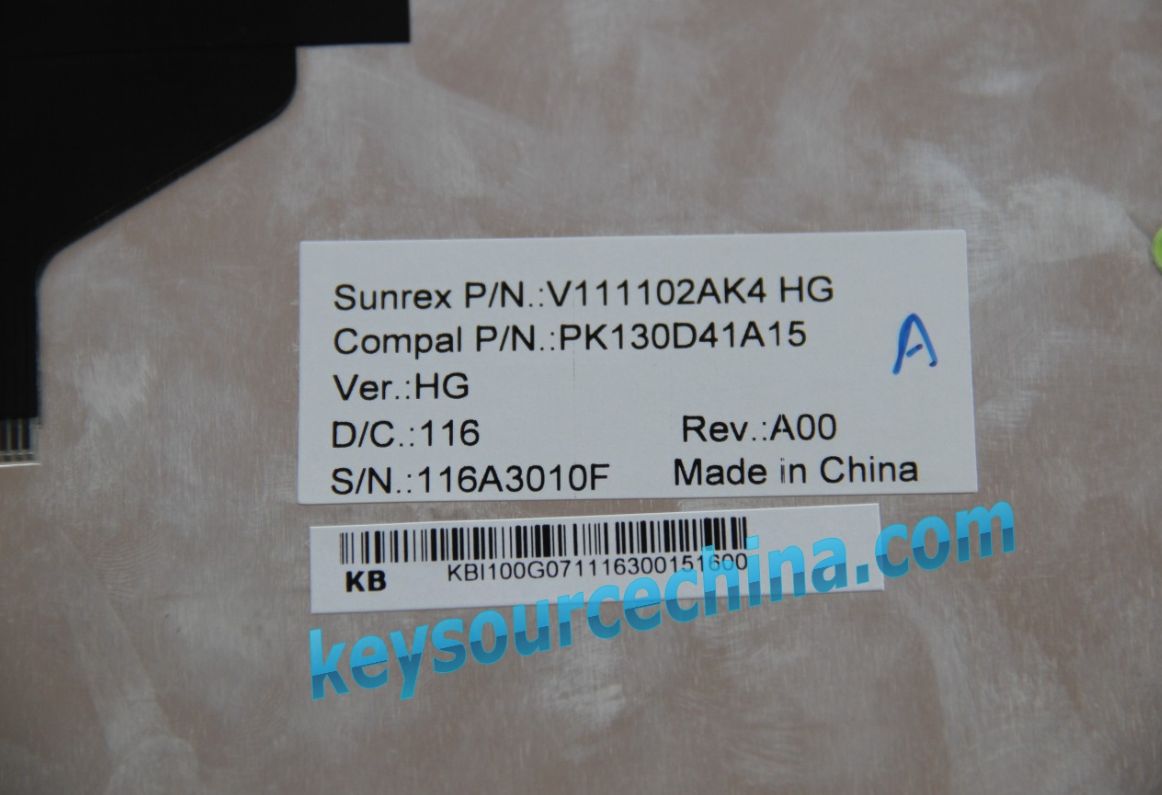 Sunrex P/N.:V111102AK4 HG
Compal P/N.:PK130D41A15
A
Ver.:HG
D/C.:116 Rev.:A00
S/N.:116A3010F Made in China
KB KBI100G071116300151600
keysourcechina.com